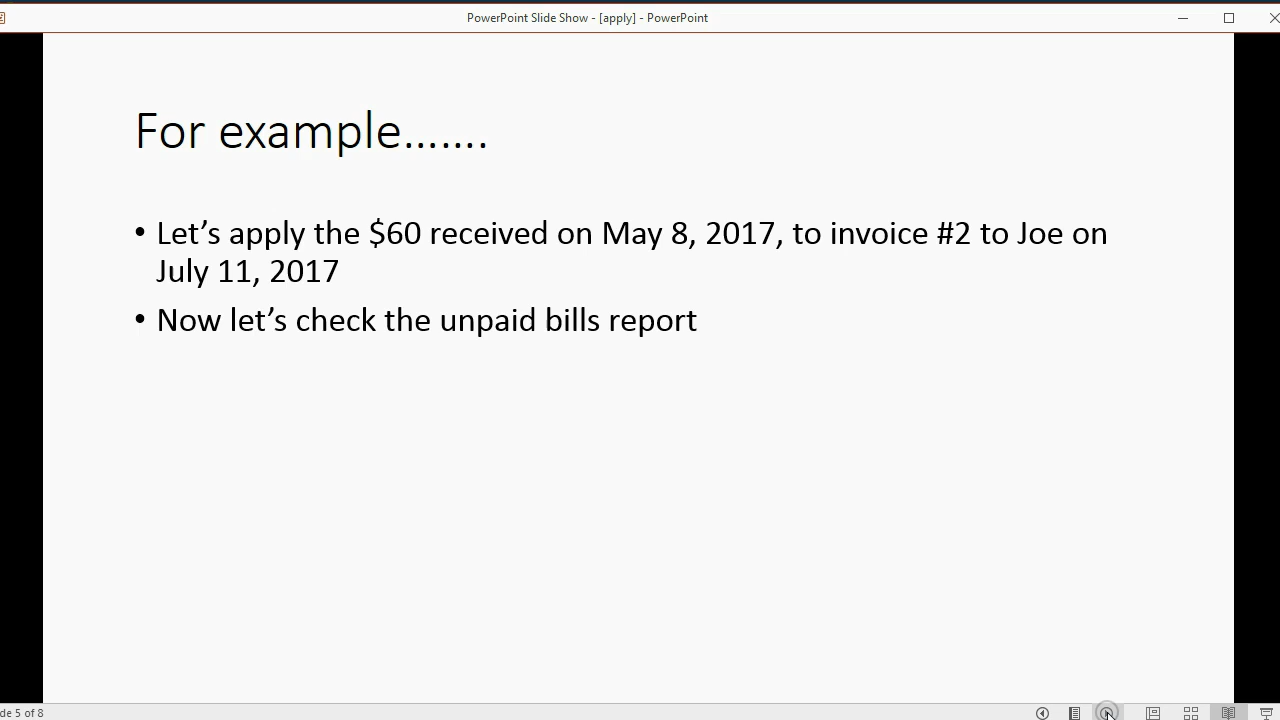 PowerPoint Slide Show - [apply] - PowerPoint
For example.......
• Let’s apply the $60 received on May 8, 2017, to invoice #2 to Joe on
July 11, 2017
• Now let’s check the unpaid bills report
de 5 of 8